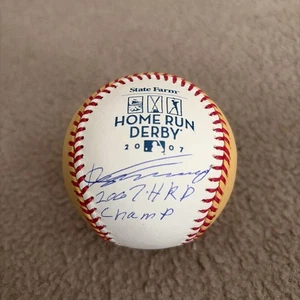 State Farm
HOME RUN
DERBY
2007
2007 HRD
Champ